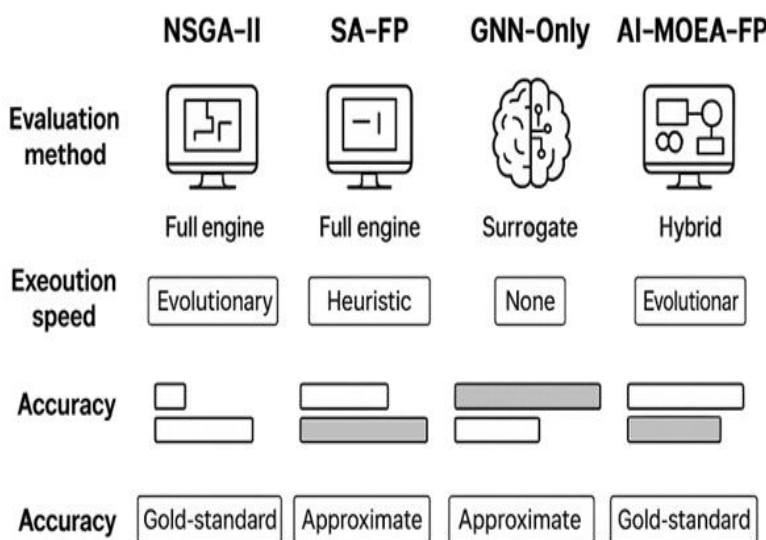 NSGA-II SA-FP GNN-Only AI-MOEA-FP
Evaluation
method
Full engine Full engine Surrogate Hybrid
Exeoution
speed
Evolutionary Heuristic None Evolutionar
Accuracy
Accuracy Gold-standard Approximate Approximate Gold-standard